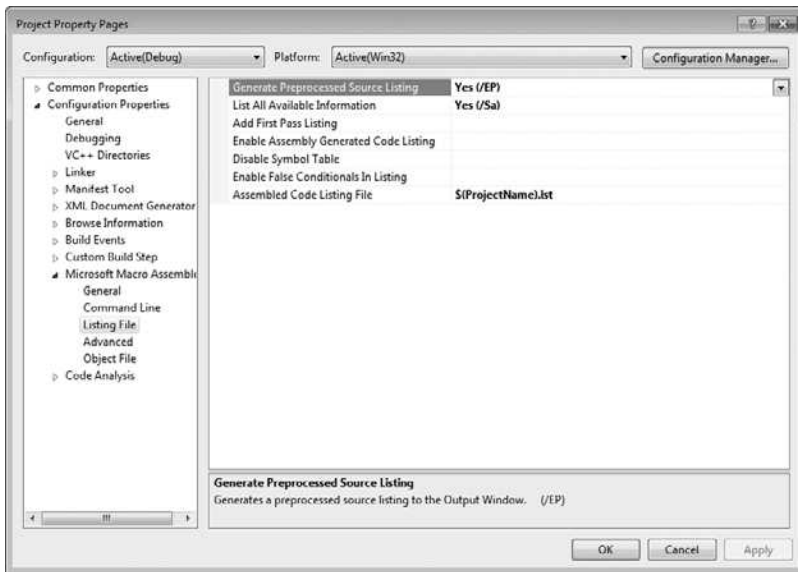 Project Property Pages
Configuration: Active(Debug) Platform: Active(Win32) Configuration Manager...
Common Properties
Configuration Properties
General
Debugging
VC++ Directories
Linker
Manifest Tool
XML Document Generator
Browse Information
Build Events
Custom Build Step
Microsoft Macro Assemble
General
Command Line
Listing File
Advanced
Object File
Code Analysis
Generate Preprocessed Source Listing Yes (/EP)
List All Available Information Yes (/Sa)
Add First Pass Listing
Enable Assembly Generated Code Listing
Disable Symbol Table
Enable False Conditionals In Listing
Assembled Code Listing File $(ProjectName).lst
Generate Preprocessed Source Listing
Generates a preprocessed source listing to the Output Window. (/EP)
OK Cancel Apply